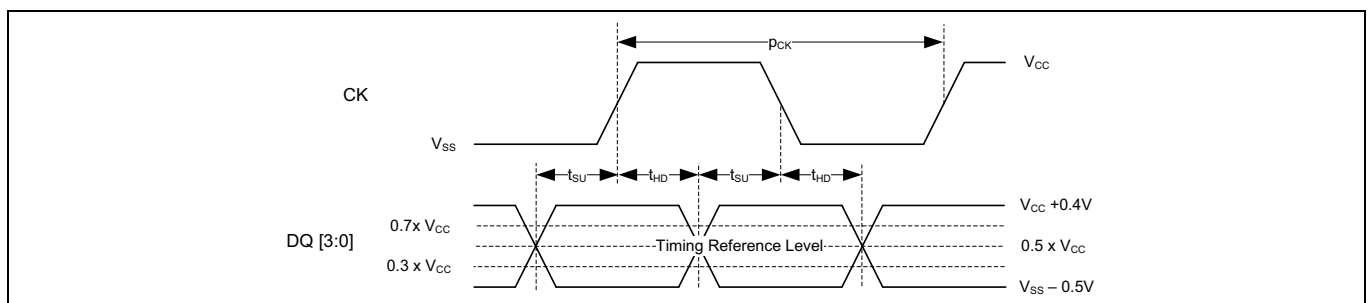 pCK
VCC
CK
VSS
tSU tHD tSU tHD
VCC +0.4V
0.7x VCC
DQ [3:0] Timing Reference Level 0.5 x VCC
0.3 x VCC
VSS – 0.5V